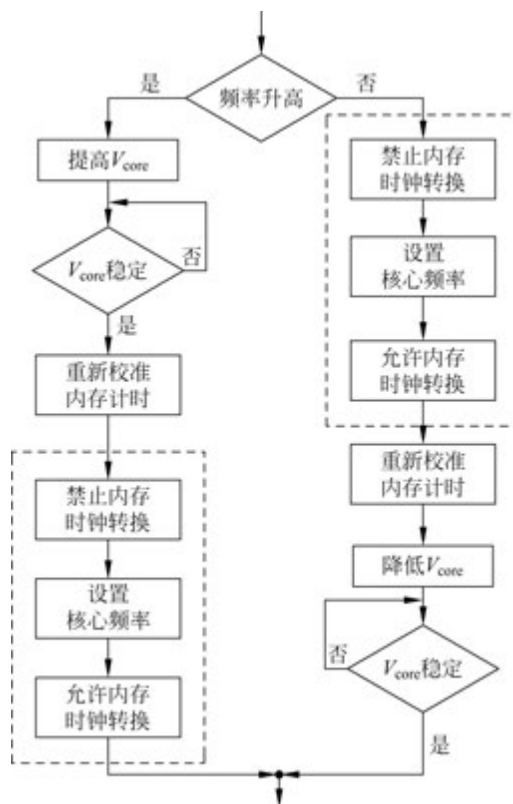 频率升高
是
否
提高Vcore
Vcore稳定
否
是
重新校准
内存计时
禁止内存
时钟转换
设置
核心频率
允许内存
时钟转换
禁止内存
时钟转换
设置
核心频率
允许内存
时钟转换
重新校准
内存计时
降低Vcore
否
Vcore稳定
是